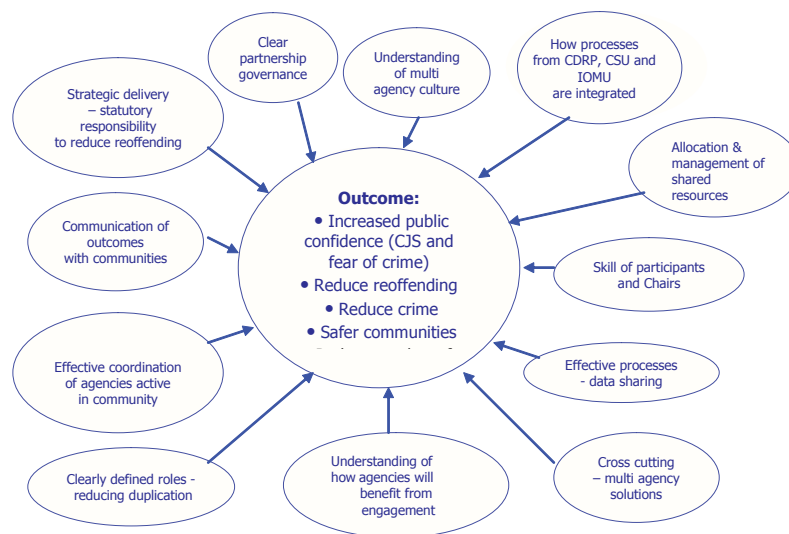 Clear
partnership
governance
Understanding
of multi
agency culture
How processes
from CDRP, CSU and
IOMU
are integrated
Strategic delivery
– statutory
responsibility
to reduce reoffending
Allocation &
management of
shared
resources
Outcome:
• Increased public
confidence (CJS and
fear of crime)
• Reduce reoffending
• Reduce crime
• Safer communities
Communication of
outcomes
with communities
Skill of participants
and Chairs
Effective coordination
of agencies active
in community
Effective processes
- data sharing
Clearly defined roles -
reducing duplication
Understanding of
how agencies will
benefit from
engagement
Cross cutting
– multi agency
solutions